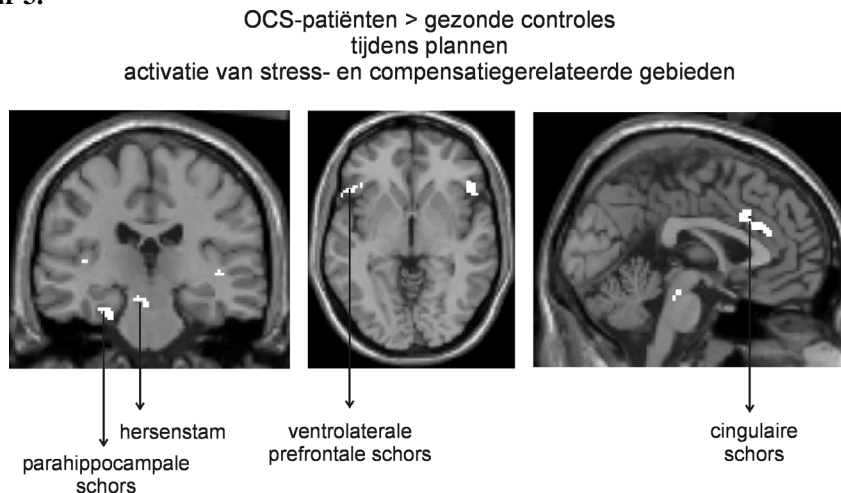 OCS-patiënten > gezonde controles
tijdens plannen
activatie van stress- en compensatiegerelateerde gebieden
hersenstam
parahippocampale
schors
ventrolaterale
prefrontale schors
cingulaire
schors